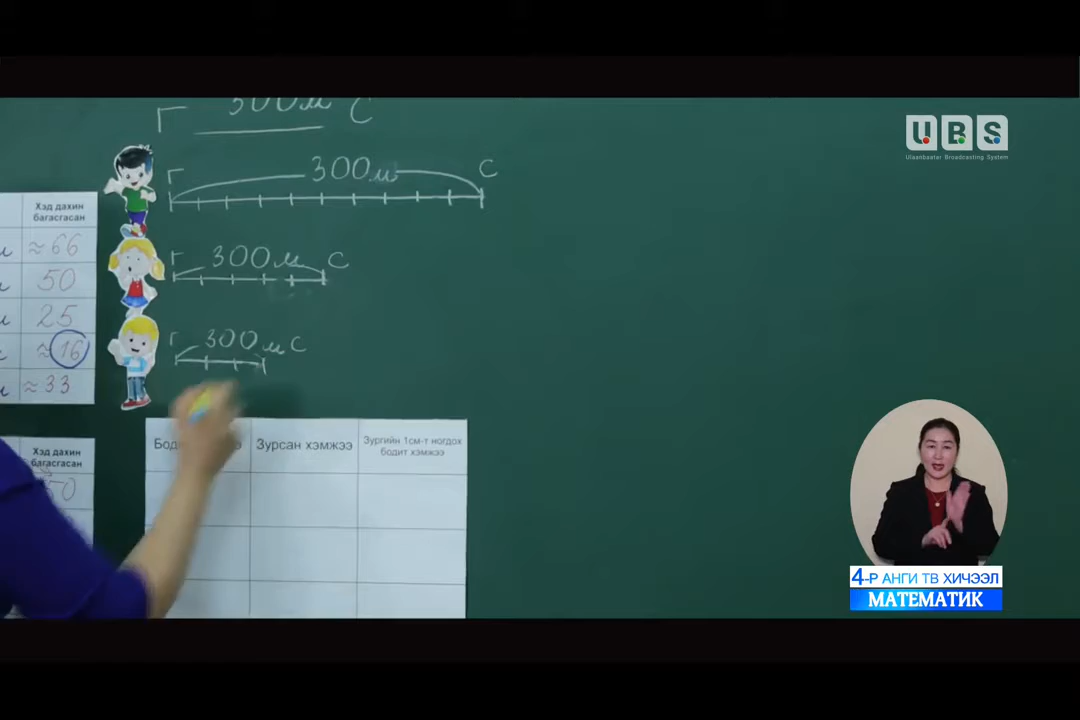 300м
Г С
Г 300м С
Г 300м С
Г 300м С
Хэд дахин
багасгасан
≈66
50
25
≈16
≈33
Хэд дахин
багасгасан
50
Зурсан хэмжээ
Зургийн 1см-т ногдох
бодит хэмжээ
UBS
Ulaanbaatar Broadcasting System
4-Р АНГИ ТВ ХИЧЭЭЛ
МАТЕМАТИК